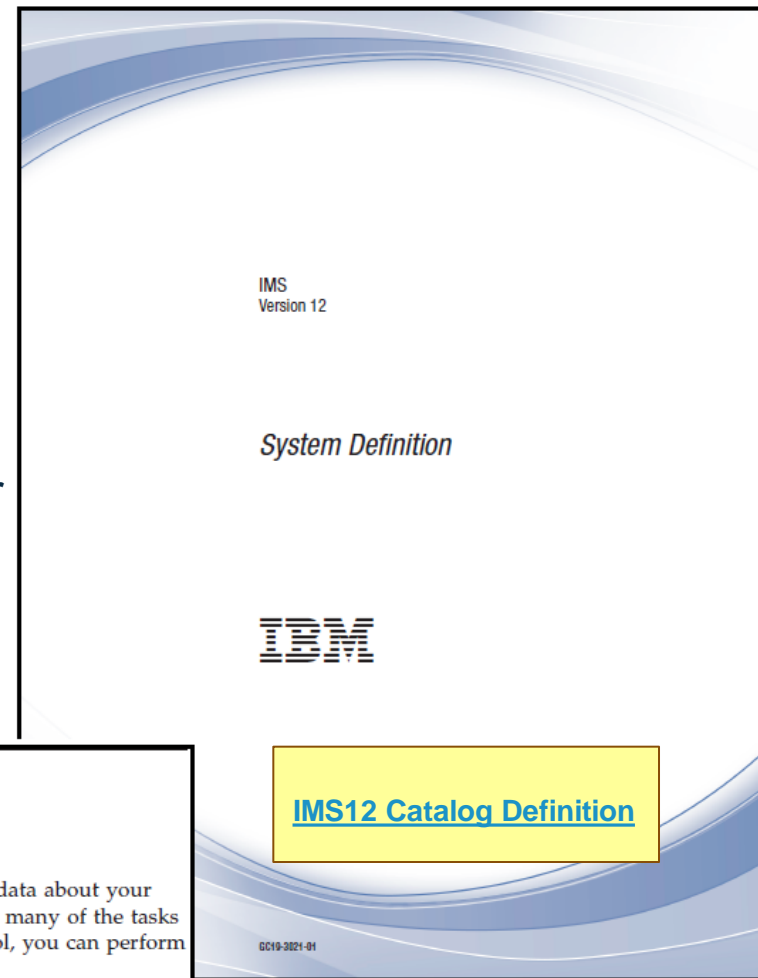 IMS
Version 12
System Definition
IBM
IMS12 Catalog Definition
data about your
many of the tasks
ol, you can perform
GC19-3021-01